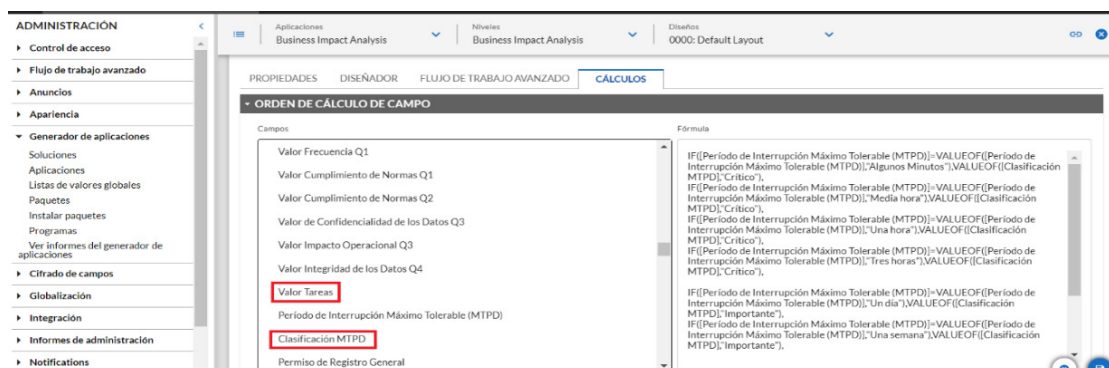 ADMINISTRACIÓN
Control de acceso
Flujo de trabajo avanzado
Anuncios
Apariencia
Generador de aplicaciones
Soluciones
Aplicaciones
Listas de valores globales
Paquetes
Instalar paquetes
Programas
Ver informes del generador de
aplicaciones
Cifrado de campos
Globalización
Integración
Informes de administración
Notifications
Aplicaciones
Business Impact Analysis
Niveles
Business Impact Analysis
Diseños
0000: Default Layout
PROPIEDADES DISEÑADOR FLUJO DE TRABAJO AVANZADO CÁLCULOS
ORDEN DE CÁLCULO DE CAMPO
Campos
Valor Frecuencia Q1
Valor Cumplimiento de Normas Q1
Valor Cumplimiento de Normas Q2
Valor de Confidencialidad de los Datos Q3
Valor Impacto Operacional Q3
Valor Integridad de los Datos Q4
Valor Tareas
Período de Interrupción Máximo Tolerable (MTPD)
Clasificación MTPD
Permiso de Registro General
Fórmula
IF([Período de Interrupción Máximo Tolerable (MTPD)]=VALUEOF([Período de
Interrupción Máximo Tolerable (MTPD)],"Algunos Minutos"),VALUEOF([Clasificación
MTPD],"Crítico"),
IF([Período de Interrupción Máximo Tolerable (MTPD)]=VALUEOF([Período de
Interrupción Máximo Tolerable (MTPD)],"Media hora"),VALUEOF([Clasificación
MTPD],"Crítico"),
IF([Período de Interrupción Máximo Tolerable (MTPD)]=VALUEOF([Período de
Interrupción Máximo Tolerable (MTPD)],"Una hora"),VALUEOF([Clasificación
MTPD],"Crítico"),
IF([Período de Interrupción Máximo Tolerable (MTPD)]=VALUEOF([Período de
Interrupción Máximo Tolerable (MTPD)],"Tres horas"),VALUEOF([Clasificación
MTPD],"Crítico"),
IF([Período de Interrupción Máximo Tolerable (MTPD)]=VALUEOF([Período de
Interrupción Máximo Tolerable (MTPD)],"Un día"),VALUEOF([Clasificación
MTPD],"Importante"),
IF([Período de Interrupción Máximo Tolerable (MTPD)]=VALUEOF([Período de
Interrupción Máximo Tolerable (MTPD)],"Una semana"),VALUEOF([Clasificación
MTPD],"Importante"),